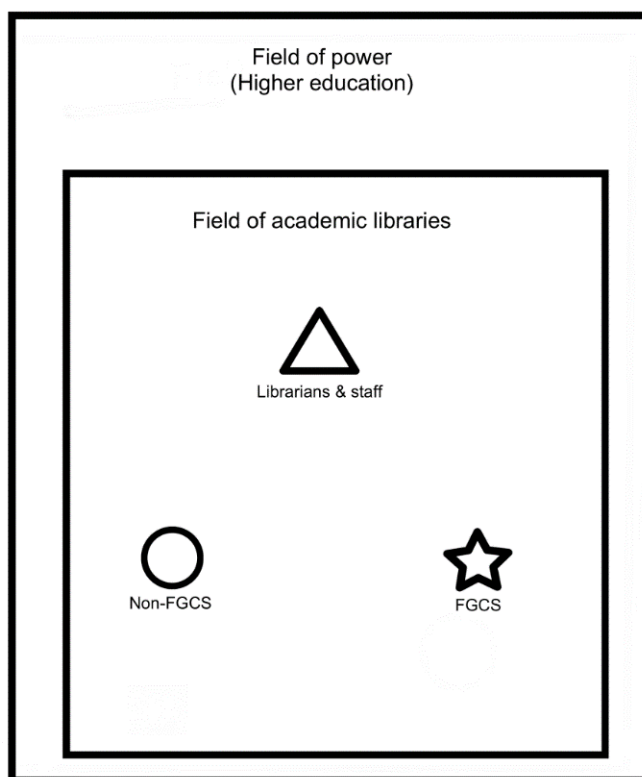 Field of power
(Higher education)
Field of academic libraries
Librarians & staff
Non-FGCS
FGCS